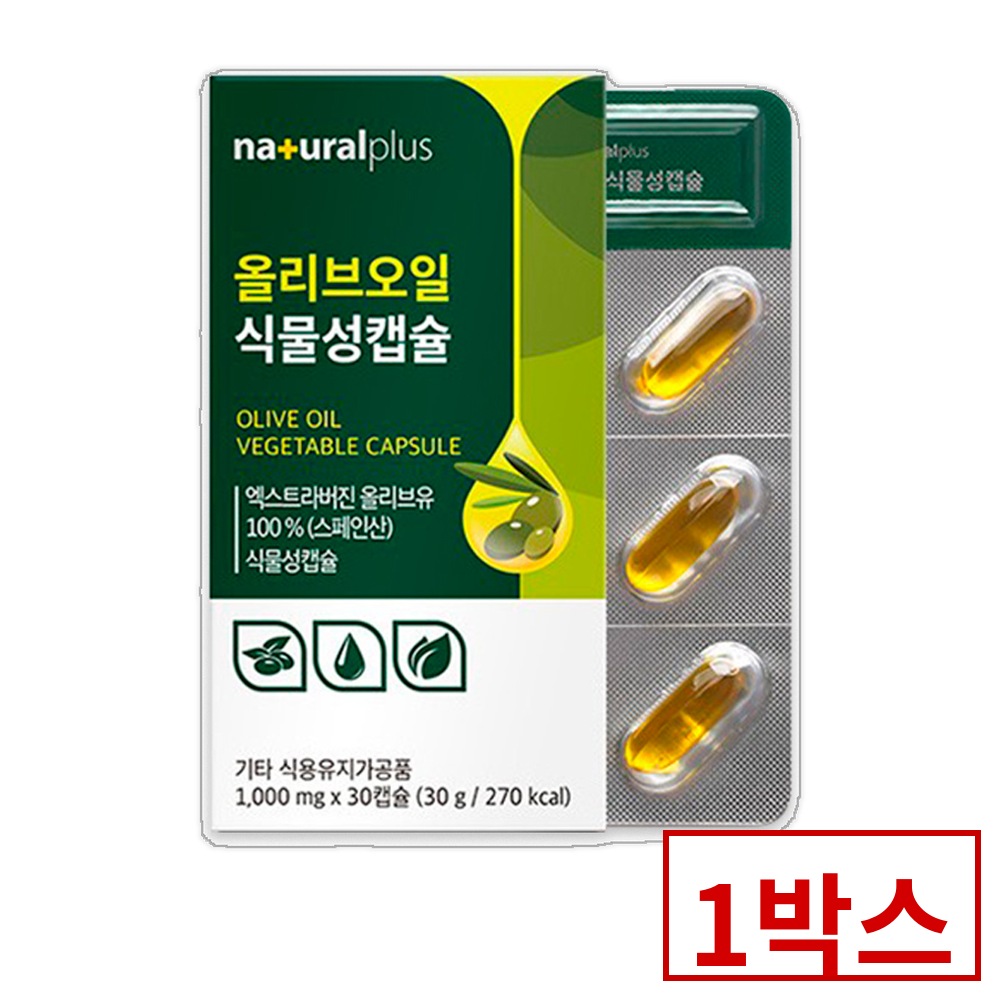 naturalplus
올리브오일
식물성캡슐
OLIVE OIL
VEGETABLE CAPSULE
엑스트라버진 올리브유
100 % (스페인산)
식물성캡슐
기타 식용유지가공품
1,000 mg x 30캡슐 (30 g / 270 kcal)
alplus
식물성캡슐
1박스